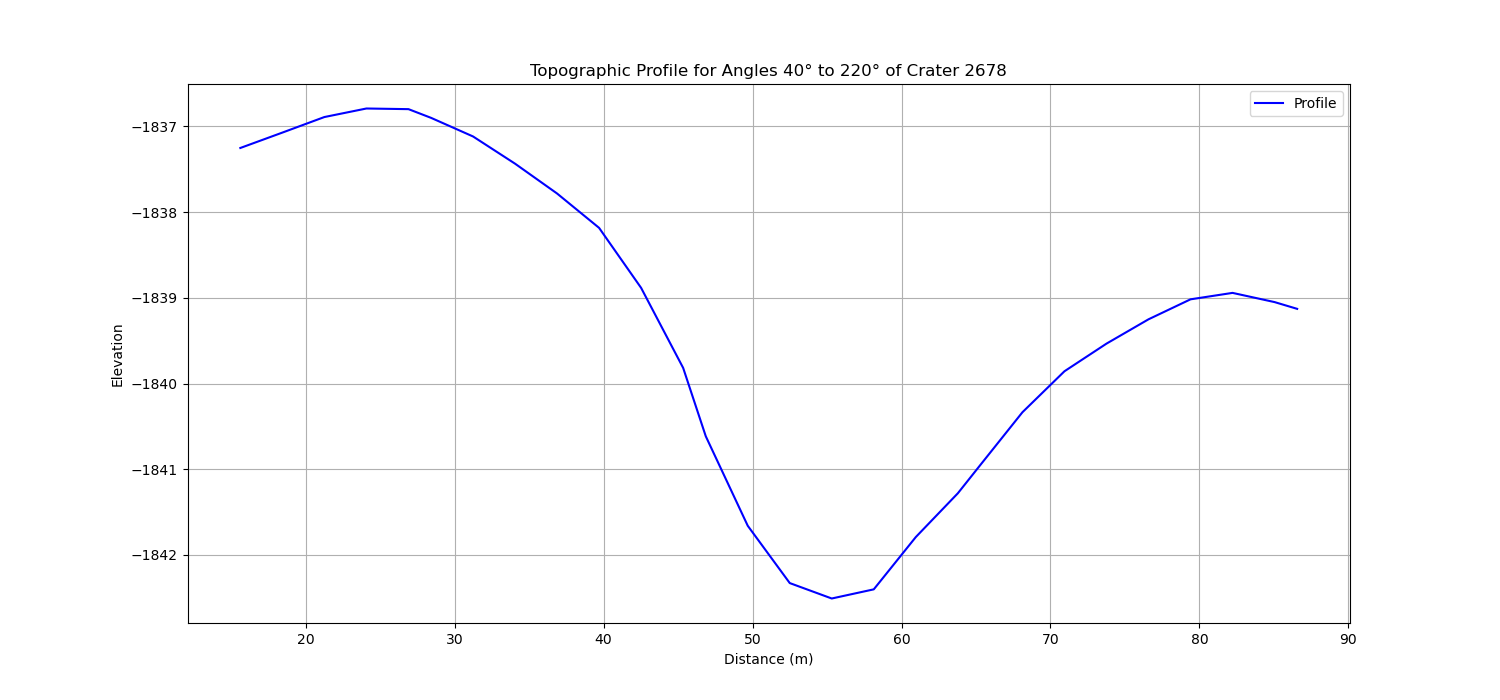 Topographic Profile for Angles 40° to 220° of Crater 2678
Profile
−1837
−1838
−1839
−1840
−1841
−1842
Elevation
20 30 40 50 60 70 80 90
Distance (m)